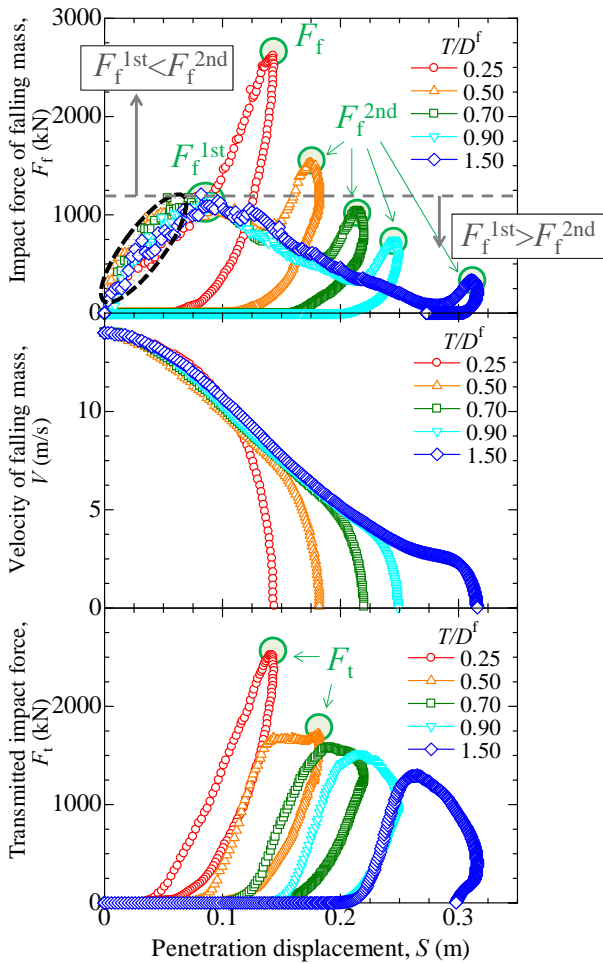 3000
2500
2000
1000
0
Impact force of falling mass,
F_f (kN)
F_f^1st<F_f^2nd
F_f
F_f^1st
F_f^2nd
F_f^1st>F_f^2nd
T/D^f
0.25
0.50
0.70
0.90
1.50
10
5
0
Velocity of falling mass,
V (m/s)
T/D^f
0.25
0.50
0.70
0.90
1.50
2000
1000
0
Transmitted impact force,
F_t (kN)
F_t
T/D^f
0.25
0.50
0.70
0.90
1.50
0
0.1
0.2
0.3
Penetration displacement, S (m)